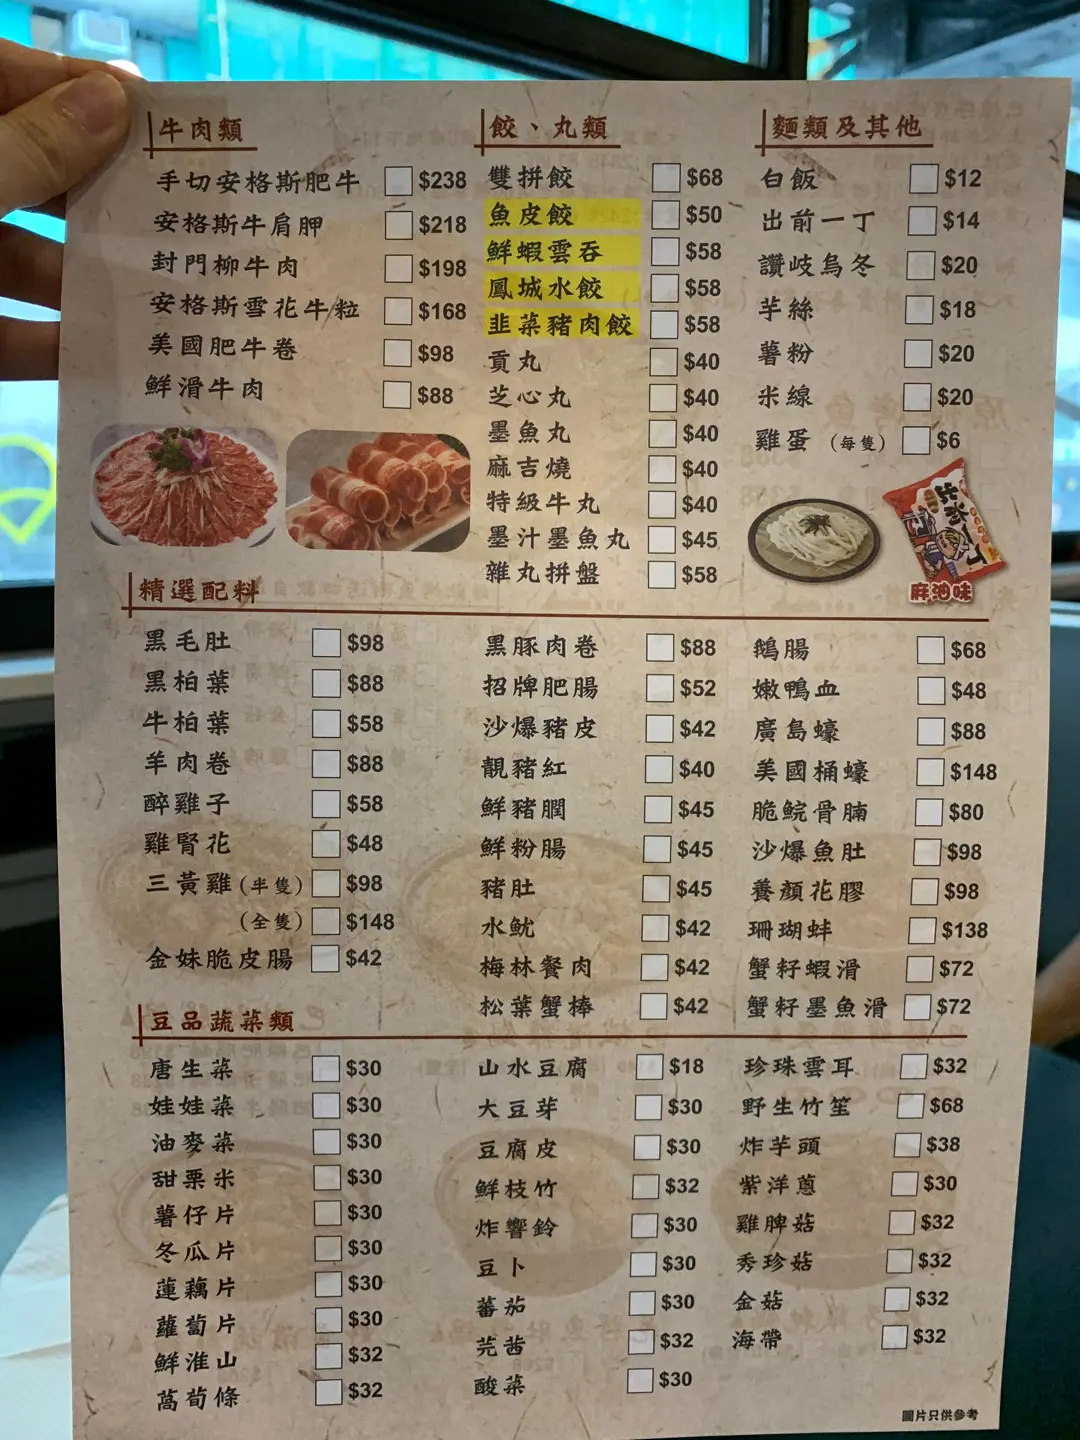 牛肉類
手切安格斯肥牛 $238
安格斯牛肩胛 $218
封門柳牛肉 $198
安格斯雪花牛粒 $168
美國肥牛卷 $98
鮮滑牛肉 $88
餃、丸類
雙拼餃 $68
魚皮餃 $50
鮮蝦雲吞 $58
鳳城水餃 $58
韭菜豬肉餃 $58
貢丸 $40
芝心丸 $40
墨魚丸 $40
麻吉燒 $40
特級牛丸 $40
墨汁墨魚丸 $45
雜丸拼盤 $58
麵類及其他
白飯 $12
出前一丁 $14
讚岐烏冬 $20
芋絲 $18
薯粉 $20
米線 $20
雞蛋 (每隻) $6
麻油味
精選配料
黑毛肚 $98
黑柏葉 $88
牛柏葉 $58
羊肉卷 $88
醉雞子 $58
雞腎花 $48
三黃雞(半隻) $98
(全隻) $148
金妹脆皮腸 $42
黑豚肉卷 $88
招牌肥腸 $52
沙爆豬皮 $42
靚豬紅 $40
鮮豬膶 $45
鮮粉腸 $45
豬肚 $45
水魷 $42
梅林餐肉 $42
松葉蟹棒 $42
鵝腸 $68
嫩鴨血 $48
廣島蠔 $88
美國桶蠔 $148
脆鯇骨腩 $80
沙爆魚肚 $98
養顏花膠 $98
珊瑚蚌 $138
蟹籽蝦滑 $72
蟹籽墨魚滑 $72
豆品蔬菜類
唐生菜 $30
娃娃菜 $30
油麥菜 $30
甜粟米 $30
薯仔片 $30
冬瓜片 $30
蓮藕片 $30
蘿蔔片 $30
鮮淮山 $32
萵筍條 $32
山水豆腐 $18
大豆芽 $30
豆腐皮 $30
鮮枝竹 $32
炸響鈴 $30
豆卜 $30
蕃茄 $30
芫茜 $32
酸菜 $30
珍珠雲耳 $32
野生竹笙 $68
炸芋頭 $38
紫洋蔥 $30
雞脾菇 $32
秀珍菇 $32
金菇 $32
海帶 $32
圖片只供參考